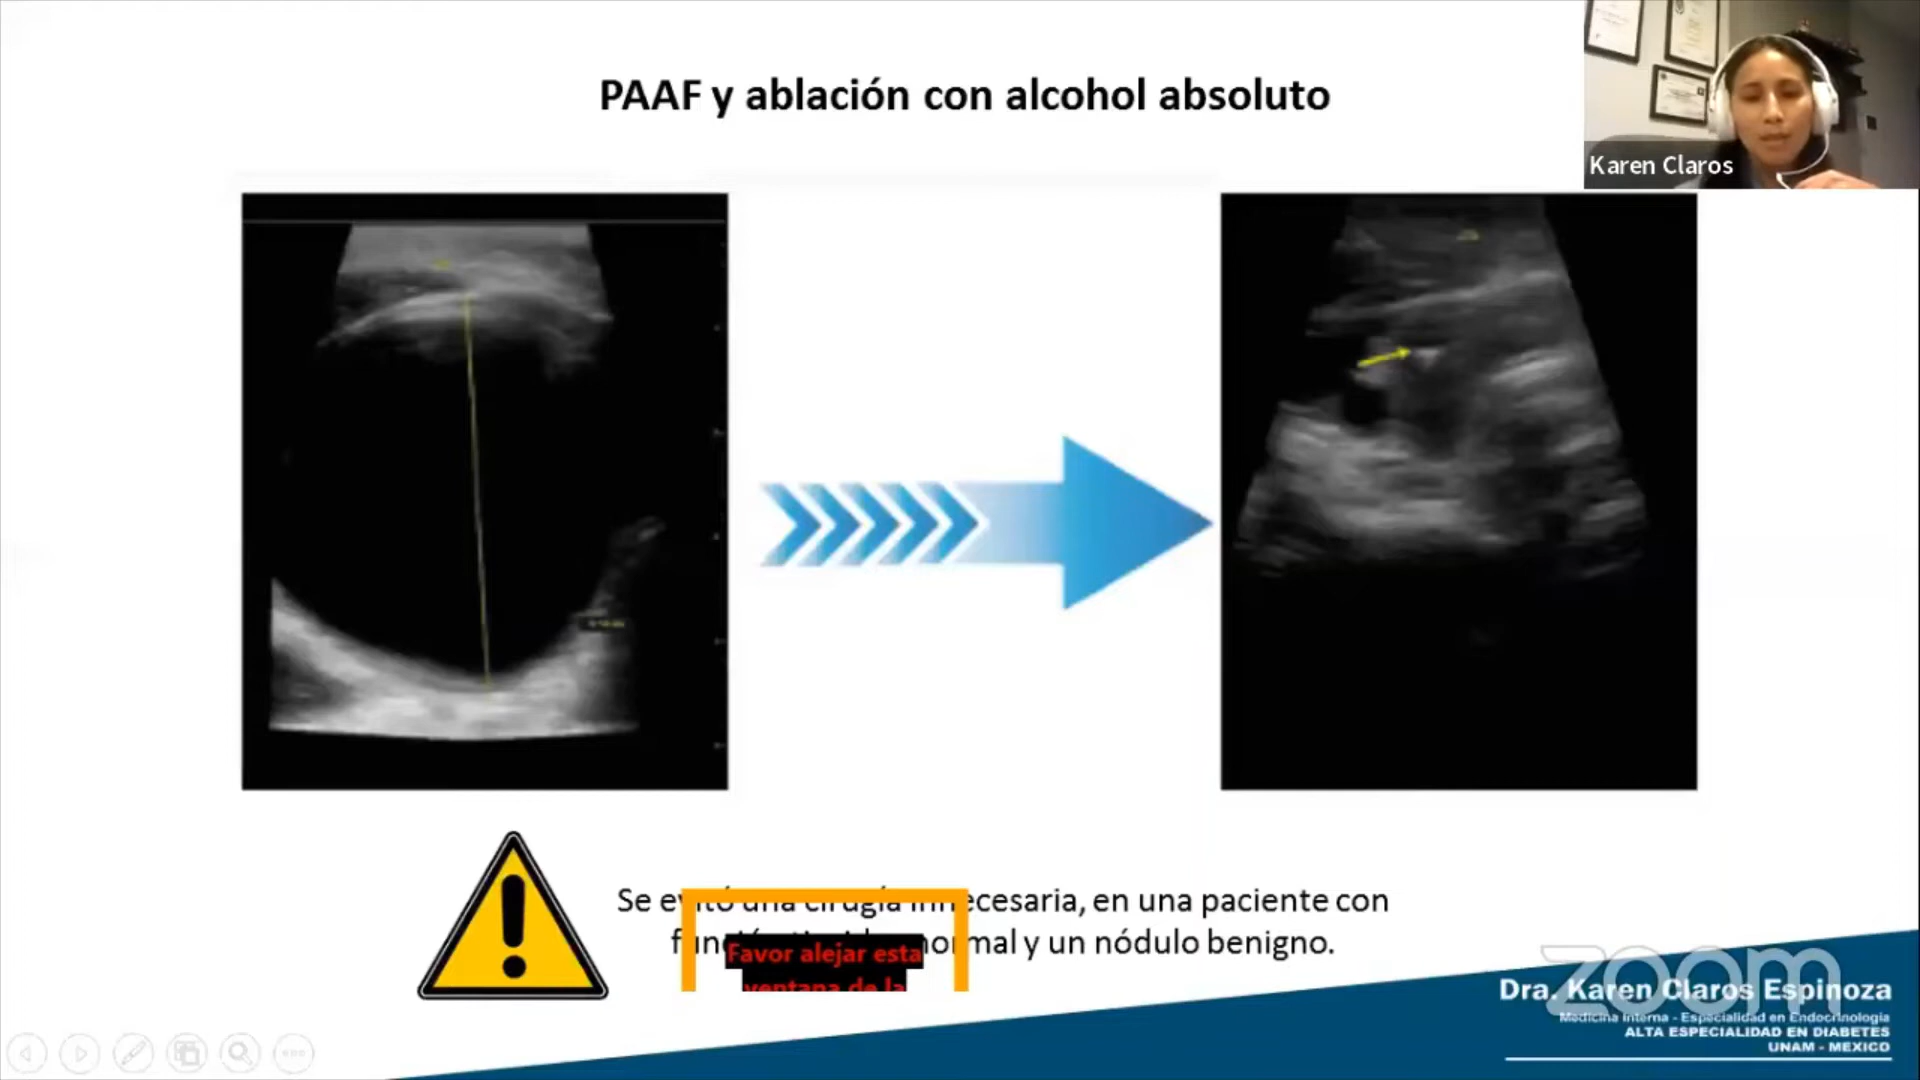 PAAF y ablación con alcohol absoluto
Karen Claros
Se evitó una cirugía innecesaria, en una paciente con
función tiroidea normal y un nódulo benigno.
Favor alejar esta
ventana de la
zoom
Dra. Karen Claros Espinoza
Medicina Interna - Especialidad en Endocrinología
ALTA ESPECIALIDAD EN DIABETES
UNAM - MEXICO